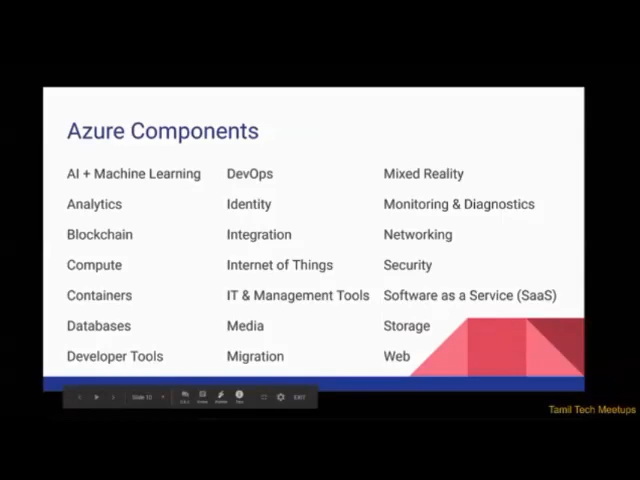 Azure Components
AI + Machine Learning
Analytics
Blockchain
Compute
Containers
Databases
Developer Tools
DevOps
Identity
Integration
Internet of Things
IT & Management Tools
Media
Migration
Mixed Reality
Monitoring & Diagnostics
Networking
Security
Software as a Service (SaaS)
Storage
Web
Slide 10
EXIT
Tamil Tech Meetups